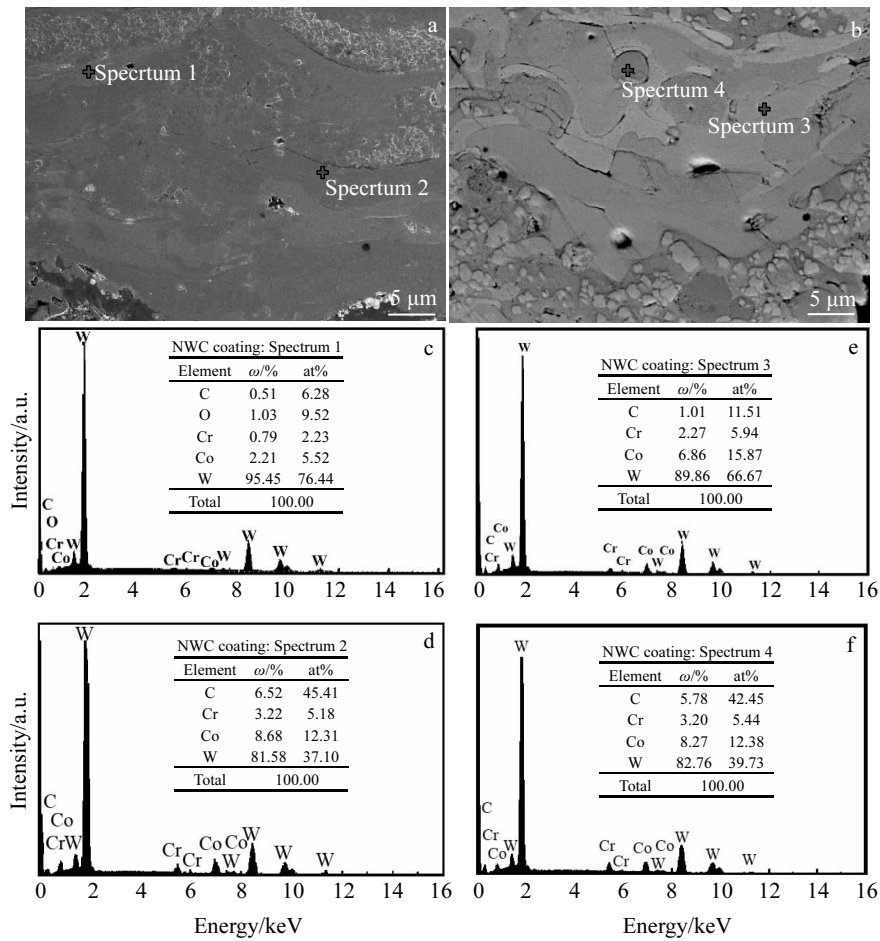 a
Specrtum 1
Specrtum 2
5 μm
b
Specrtum 4
Specrtum 3
5 μm
c
NWC coating: Spectrum 1
Element ω/% at%
C 0.51 6.28
O 1.03 9.52
Cr 0.79 2.23
Co 2.21 5.52
W 95.45 76.44
Total 100.00
Intensity/a.u.
W
C
O
Cr W
Co
Cr Cr Co W
W
W
W
0 2 4 6 8 10 12 14 16
e
NWC coating: Spectrum 3
Element ω/% at%
C 1.01 11.51
Cr 2.27 5.94
Co 6.86 15.87
W 89.86 66.67
Total 100.00
W
Co
C
Cr W
Cr Cr Co W Co
W
W
W
0 2 4 6 8 10 12 14 16
d
NWC coating: Spectrum 2
Element ω/% at%
C 6.52 45.41
Cr 3.22 5.18
Co 8.68 12.31
W 81.58 37.10
Total 100.00
Intensity/a.u.
W
C
Co
Cr W
Cr Cr Co W Co W
W
W
0 2 4 6 8 10 12 14 16
Energy/keV
f
NWC coating: Spectrum 4
Element ω/% at%
C 5.78 42.45
Cr 3.20 5.44
Co 8.27 12.38
W 82.76 39.73
Total 100.00
W
C
Cr W
Co
Cr Cr Co W Co W
W
W
0 2 4 6 8 10 12 14 16
Energy/keV